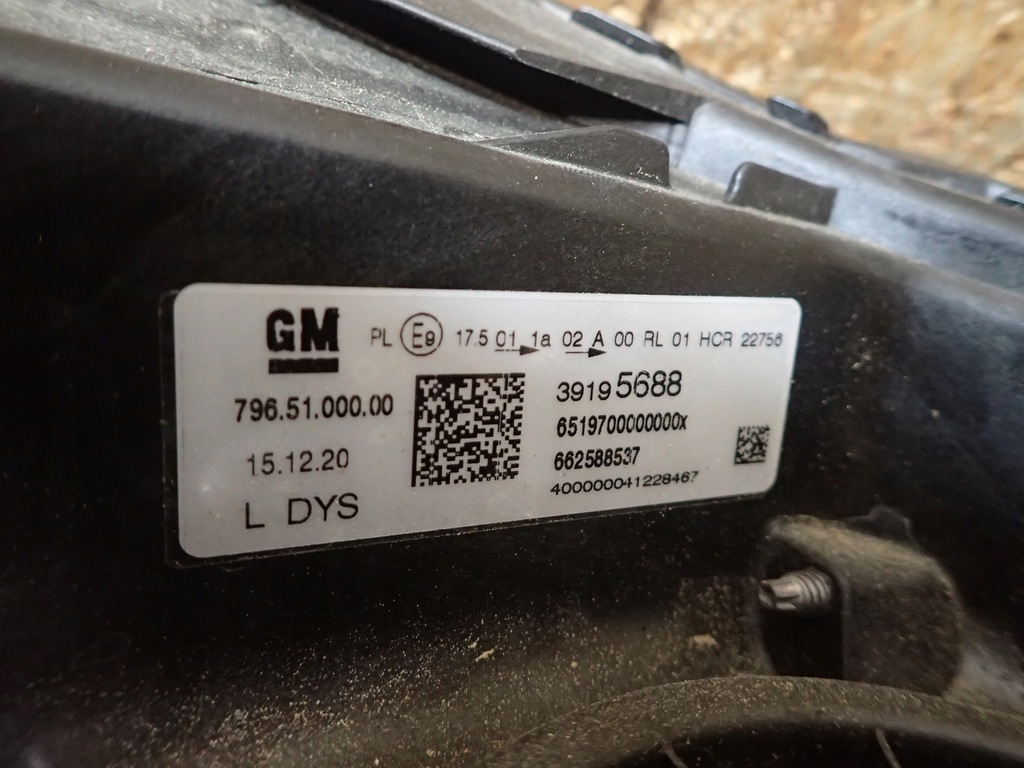 GM PL E9 17.5 01 1a 02 A 00 RL 01 HCR 22756
796.51.000.00 39195688
6519700000000X
15.12.20 662588537
400000041228467
L DYS